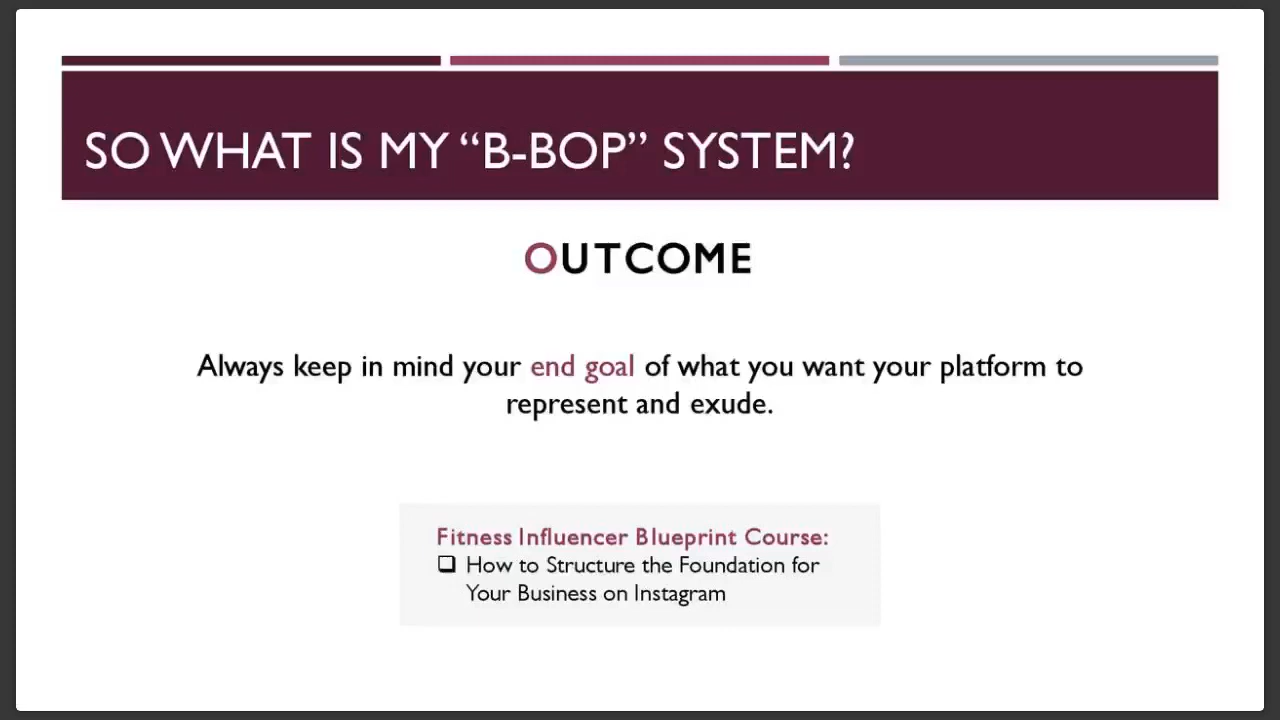 SO WHAT IS MY “B-BOP” SYSTEM?
OUTCOME
Always keep in mind your end goal of what you want your platform to
represent and exude.
Fitness Influencer Blueprint Course:
❑ How to Structure the Foundation for
Your Business on Instagram